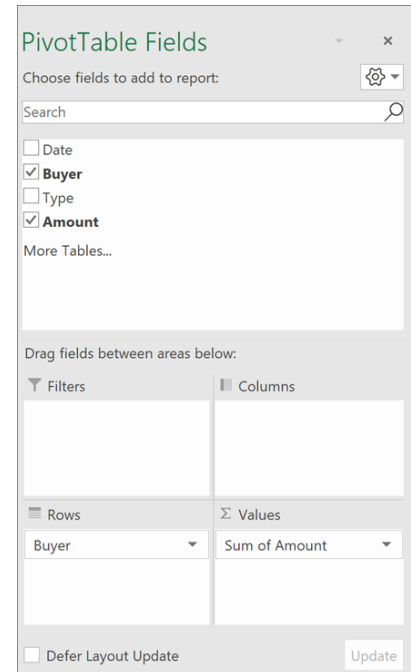 PivotTable Fields
Choose fields to add to report:
Search
Date
Buyer
Type
Amount
More Tables...
Drag fields between areas below:
Filters
Columns
Rows
Σ Values
Buyer
Sum of Amount
Defer Layout Update
Update